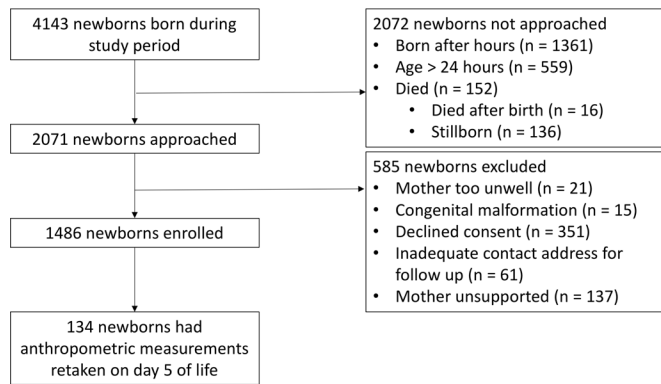 4143 newborns born during
study period
2072 newborns not approached
• Born after hours (n = 1361)
• Age > 24 hours (n = 559)
• Died (n = 152)
• Died after birth (n = 16)
• Stillborn (n = 136)
2071 newborns approached
585 newborns excluded
• Mother too unwell (n = 21)
• Congenital malformation (n = 15)
• Declined consent (n = 351)
• Inadequate contact address for
follow up (n = 61)
• Mother unsupported (n = 137)
1486 newborns enrolled
134 newborns had
anthropometric measurements
retaken on day 5 of life